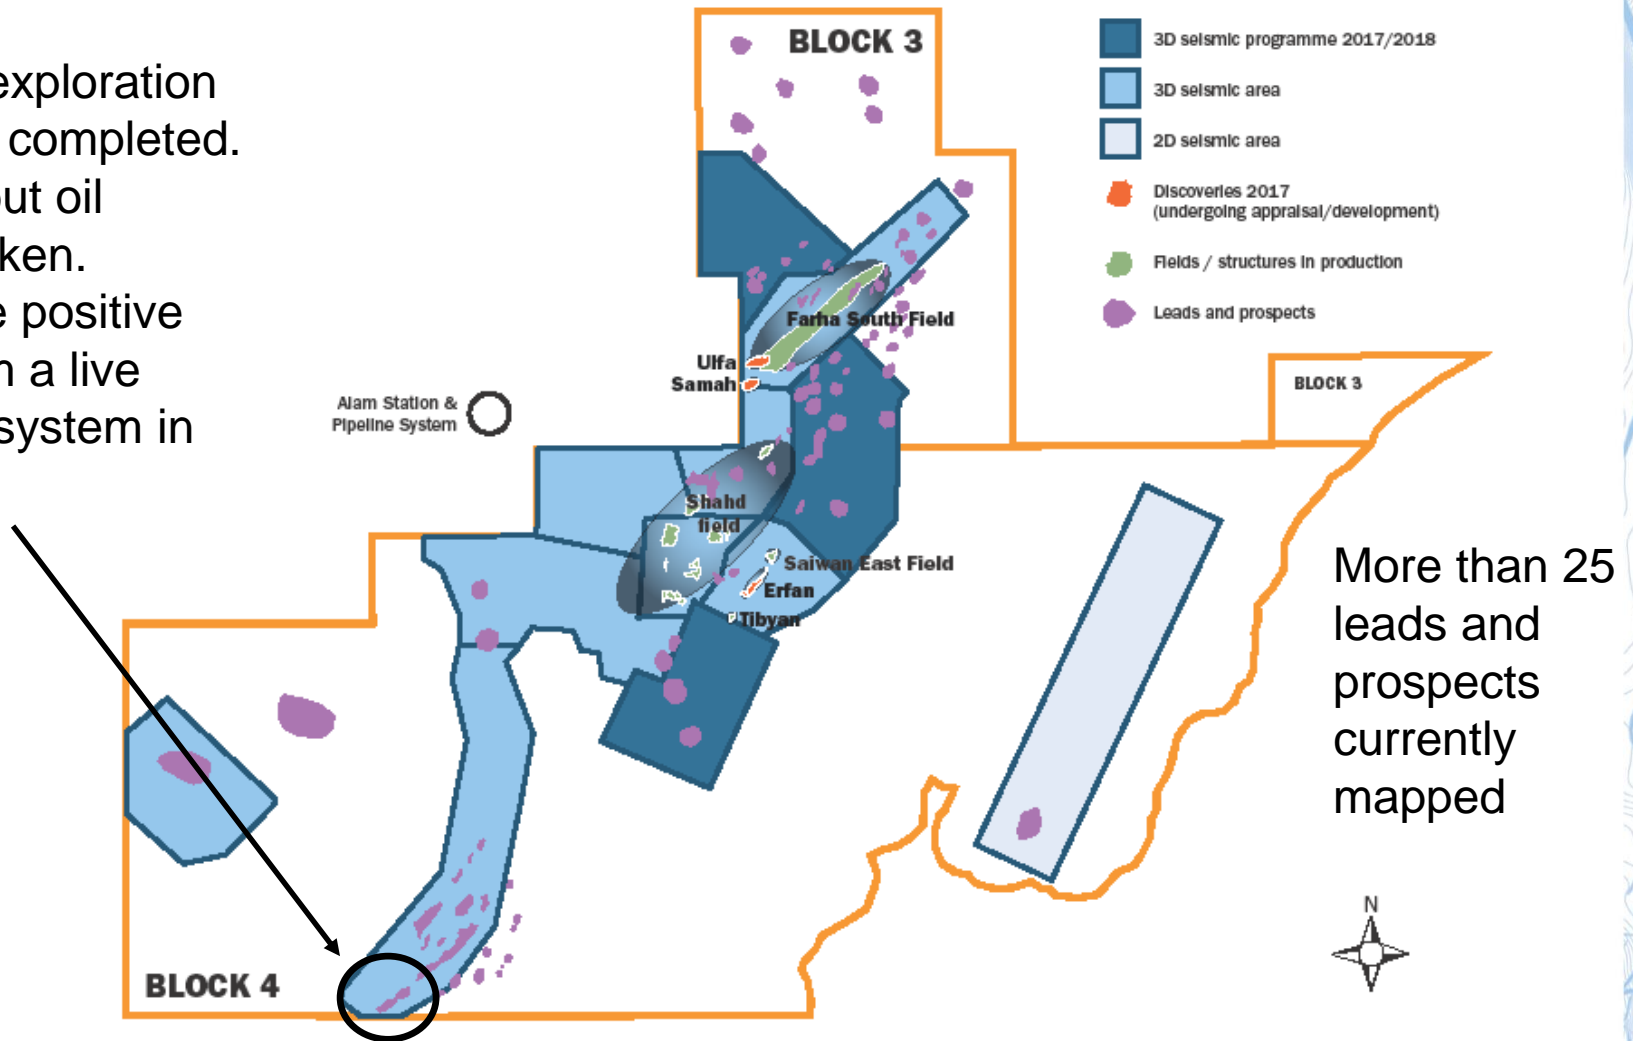 exploration
completed.
out oil
ken.
e positive
n a live
system in
BLOCK 3
3D seismic programme 2017/2018
3D seismic area
2D seismic area
Discoveries 2017
(undergoing appraisal/development)
Fields / structures in production
Leads and prospects
Farha South Field
Ulfa
Samah
BLOCK 3
Alam Station &
Pipeline System
Shahd
field
Saiwan East Field
Erfan
Tibyan
More than 25
leads and
prospects
currently
mapped
N
BLOCK 4